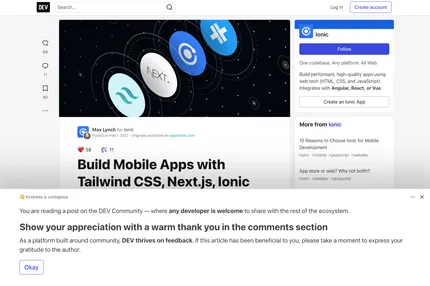 DEV
Search...
Log in
Create account
Ionic
Follow
One codebase. Any platform. All Web.
Build performant, high-quality apps using
web tech (HTML, CSS, and JavaScript).
integrates with Angular, React, or Vue.
Create an Ionic App
69
11
80
NEXT.
Max Lynch for Ionic
Posted on Feb 1, 2021 • Originally published at
58
11
Build Mobile Apps with
Tailwind CSS, Next.js, Ionic
More from Ionic
10 Reasons to Choose Ionic for Mobile
Development
#ionic #mobile #javascript #webdev
App store or web? Why not both!?
#ionic #webdev #javascript
Kindness is contagious
You are reading a post on the DEV Community — where any developer is welcome to share with the rest of the ecosystem.
Show your appreciation with a warm thank you in the comments section
As a platform built around community, DEV thrives on feedback. If this article has been beneficial to you, please take a moment to express your
gratitude to the author.
Okay